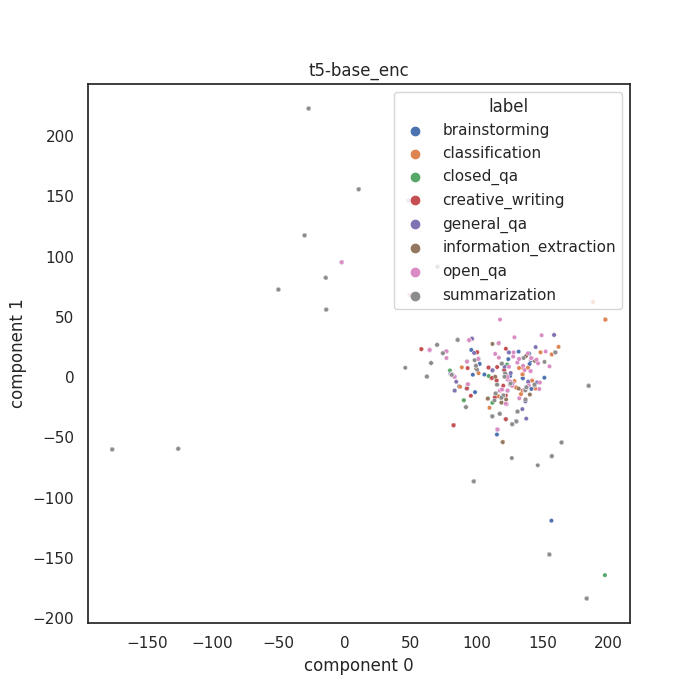 t5-base_enc
label
brainstorming
classification
closed_qa
creative_writing
general_qa
information_extraction
open_qa
summarization
component 1
200
150
100
50
0
−50
−100
−150
−200
−150
−100
−50
0
50
100
150
200
component 0